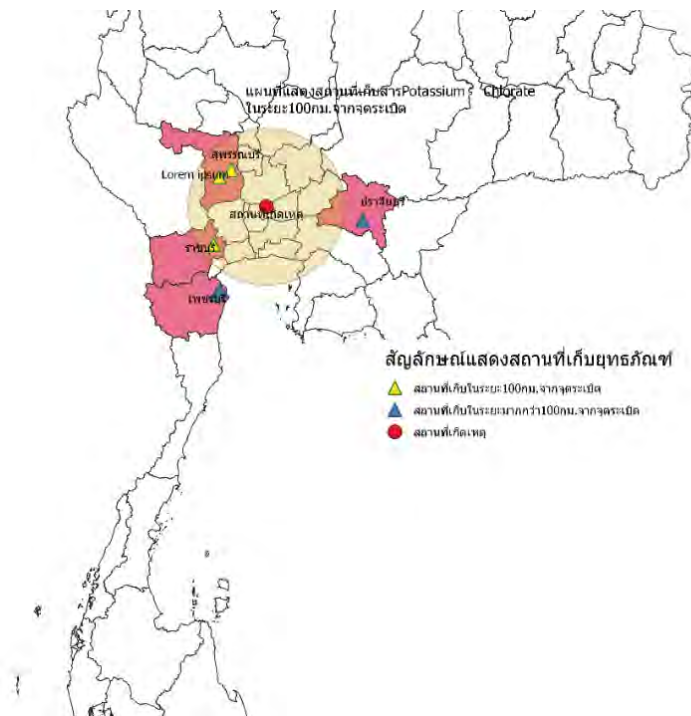 แผนที่แสดงสถานที่เก็บสารPotassium Chlorate
ในระยะ100กม.จากจุดระเบิด
สุพรรณบุรี
Lorem ipsum
ปราจีนบุรี
สถานที่เกิดเหตุ
ราชบุรี
เพชรบุรี
สัญลักษณ์แสดงสถานที่เก็บยุทธภัณฑ์
สถานที่เก็บในระยะ100กม.จากจุดระเบิด
สถานที่เก็บในระยะมากกว่า100กม.จากจุดระเบิด
สถานที่เกิดเหตุ